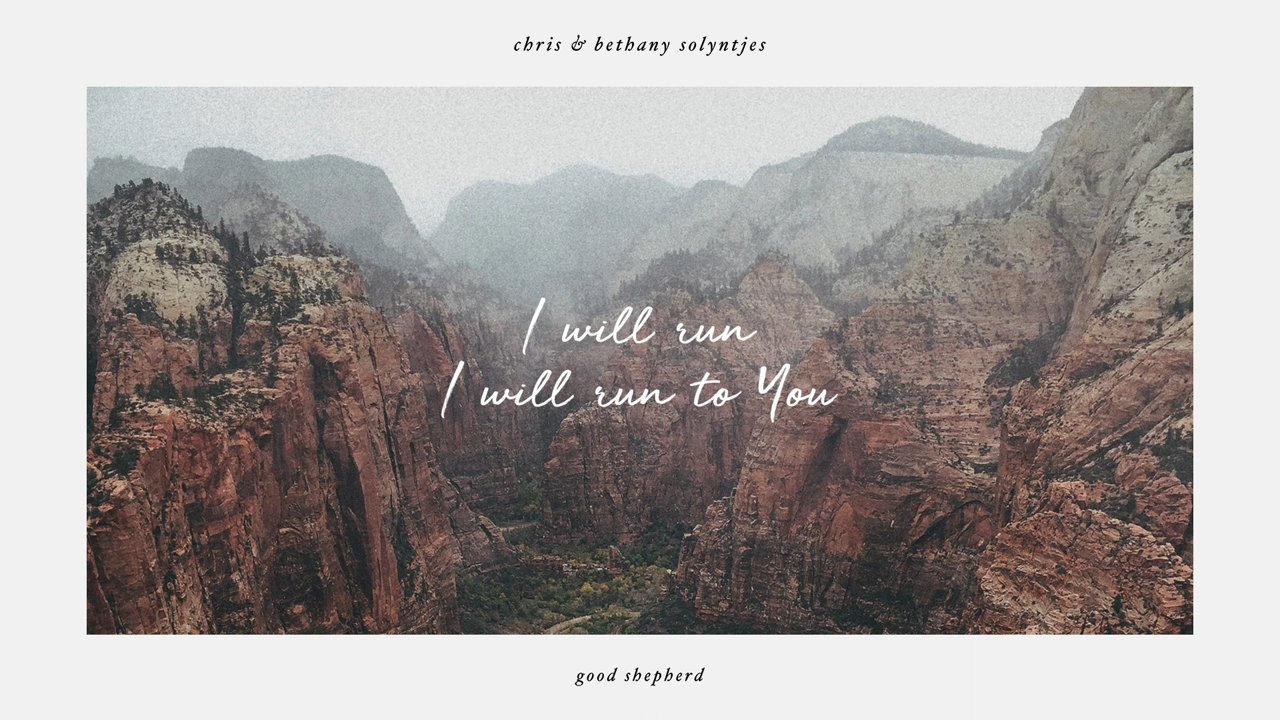 chris & bethany solyntjes
I will run
I will run to You
good shepherd